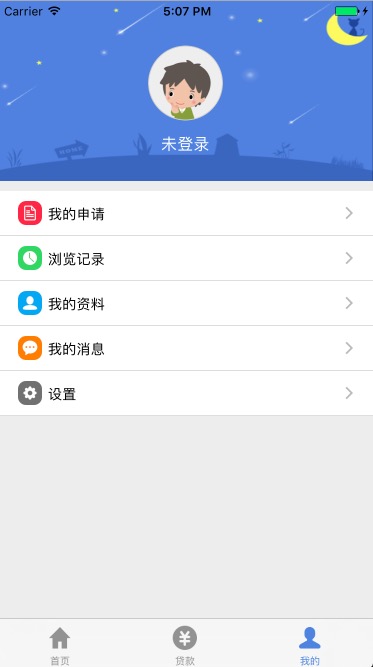 Carrier 5:07 PM
HOME
未登录
我的申请
浏览记录
我的资料
我的消息
设置
首页 贷款 我的